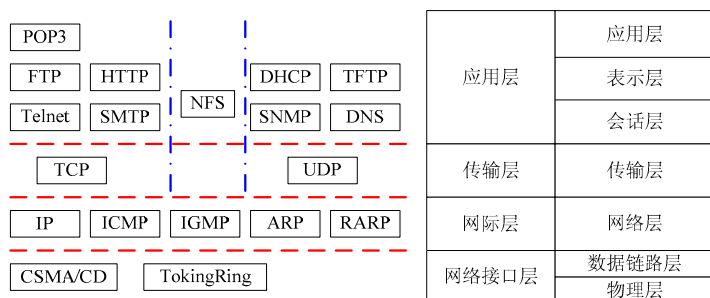 POP3
FTP HTTP NFS DHCP TFTP
Telnet SMTP SNMP DNS
TCP UDP
IP ICMP IGMP ARP RARP
CSMA/CD TokingRing
应用层 应用层
表示层
会话层
传输层 传输层
网际层 网络层
网络接口层 数据链路层
物理层